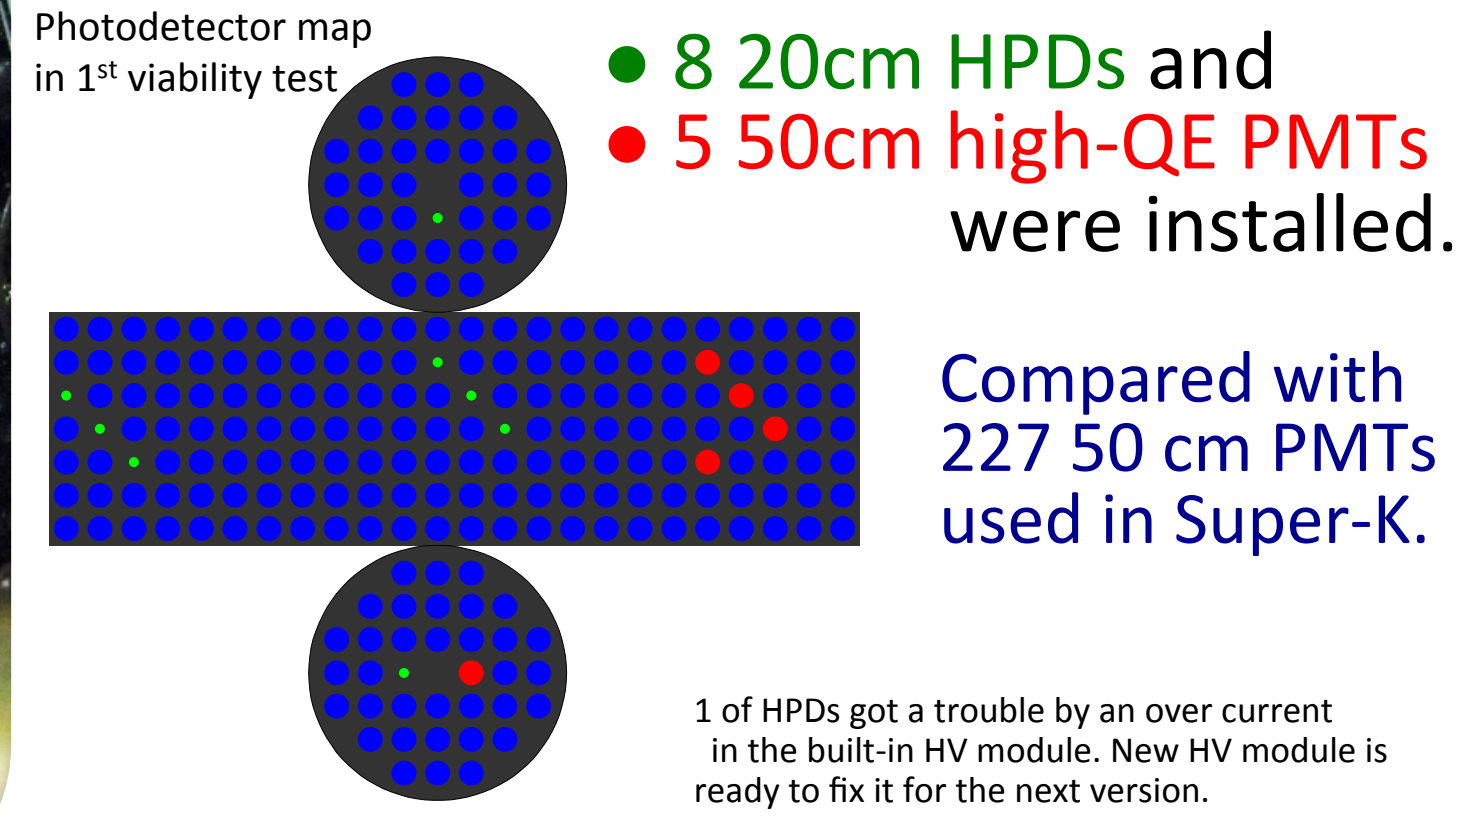 Photodetector map
in 1st viability test
● 8 20cm HPDs and
● 5 50cm high-QE PMTs
were installed.
Compared with
227 50 cm PMTs
used in Super-K.
1 of HPDs got a trouble by an over current
in the built-in HV module. New HV module is
ready to fix it for the next version.